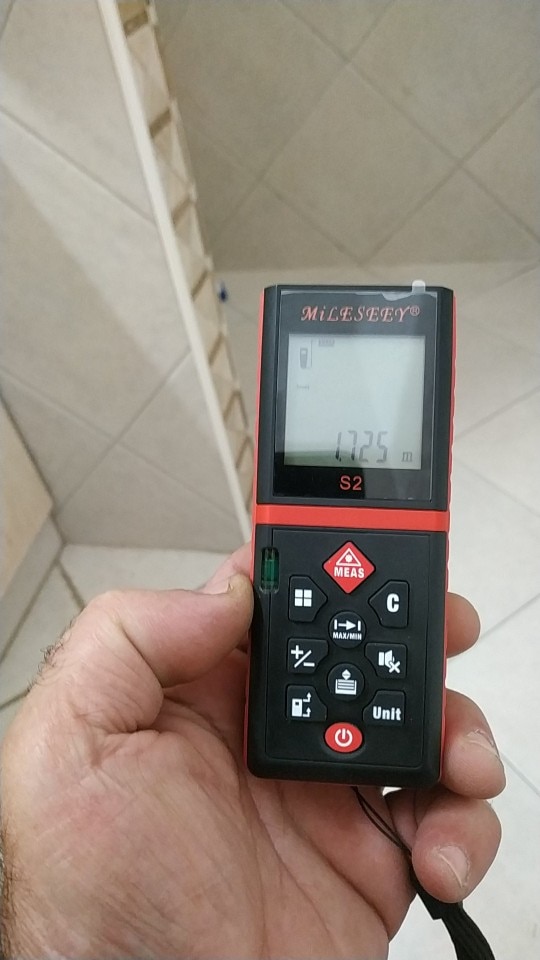 MiLESEEY®
1.725 m
S2
MEAS
C
MAX/MIN
+/-
Unit